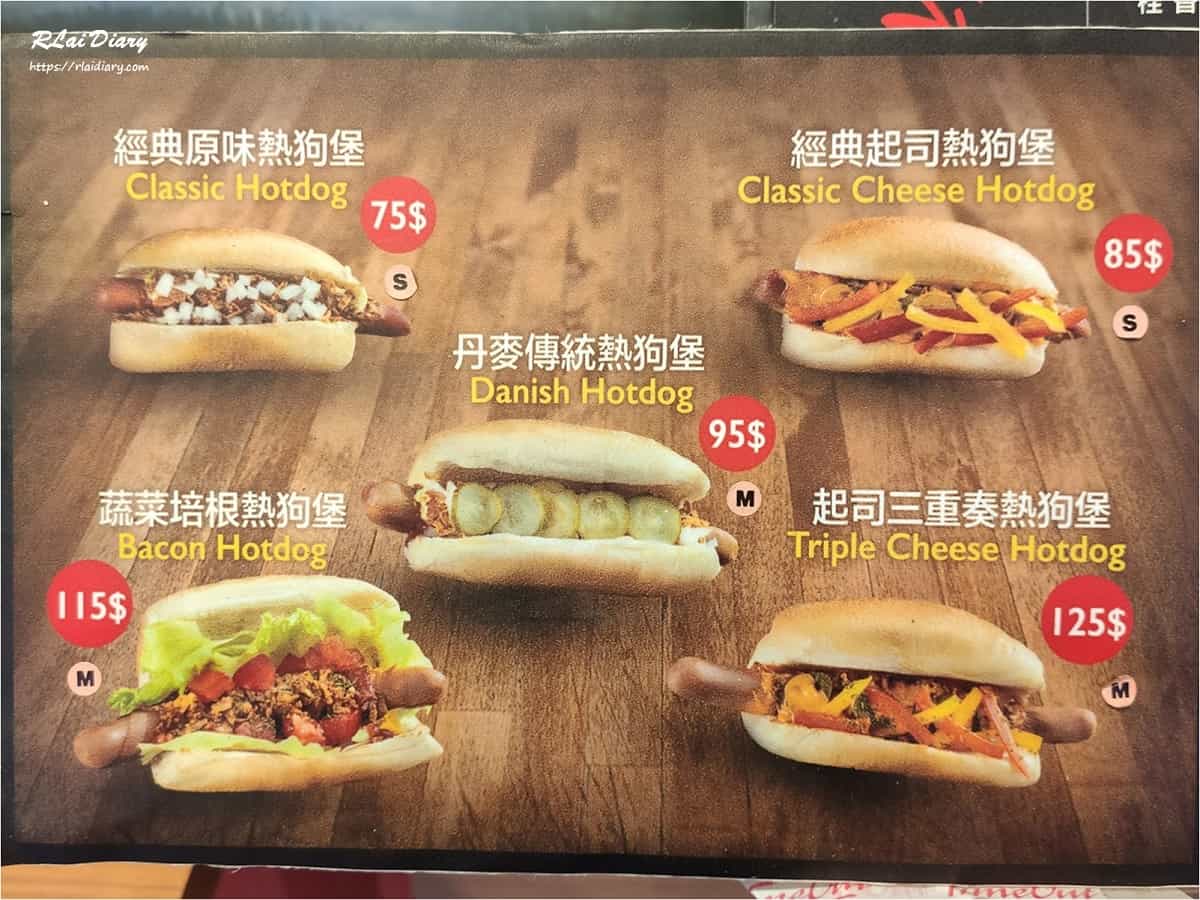 RLai Diary
https://rlaidiary.com
經典原味熱狗堡
Classic Hotdog
75$
S
經典起司熱狗堡
Classic Cheese Hotdog
85$
S
丹麥傳統熱狗堡
Danish Hotdog
95$
M
蔬菜培根熱狗堡
Bacon Hotdog
115$
M
起司三重奏熱狗堡
Triple Cheese Hotdog
125$
M